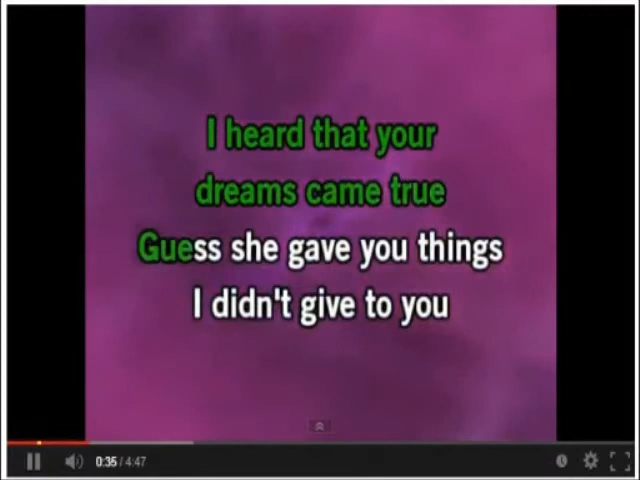 I heard that your
dreams came true
Guess she gave you things
I didn't give to you
0:35 / 4:47